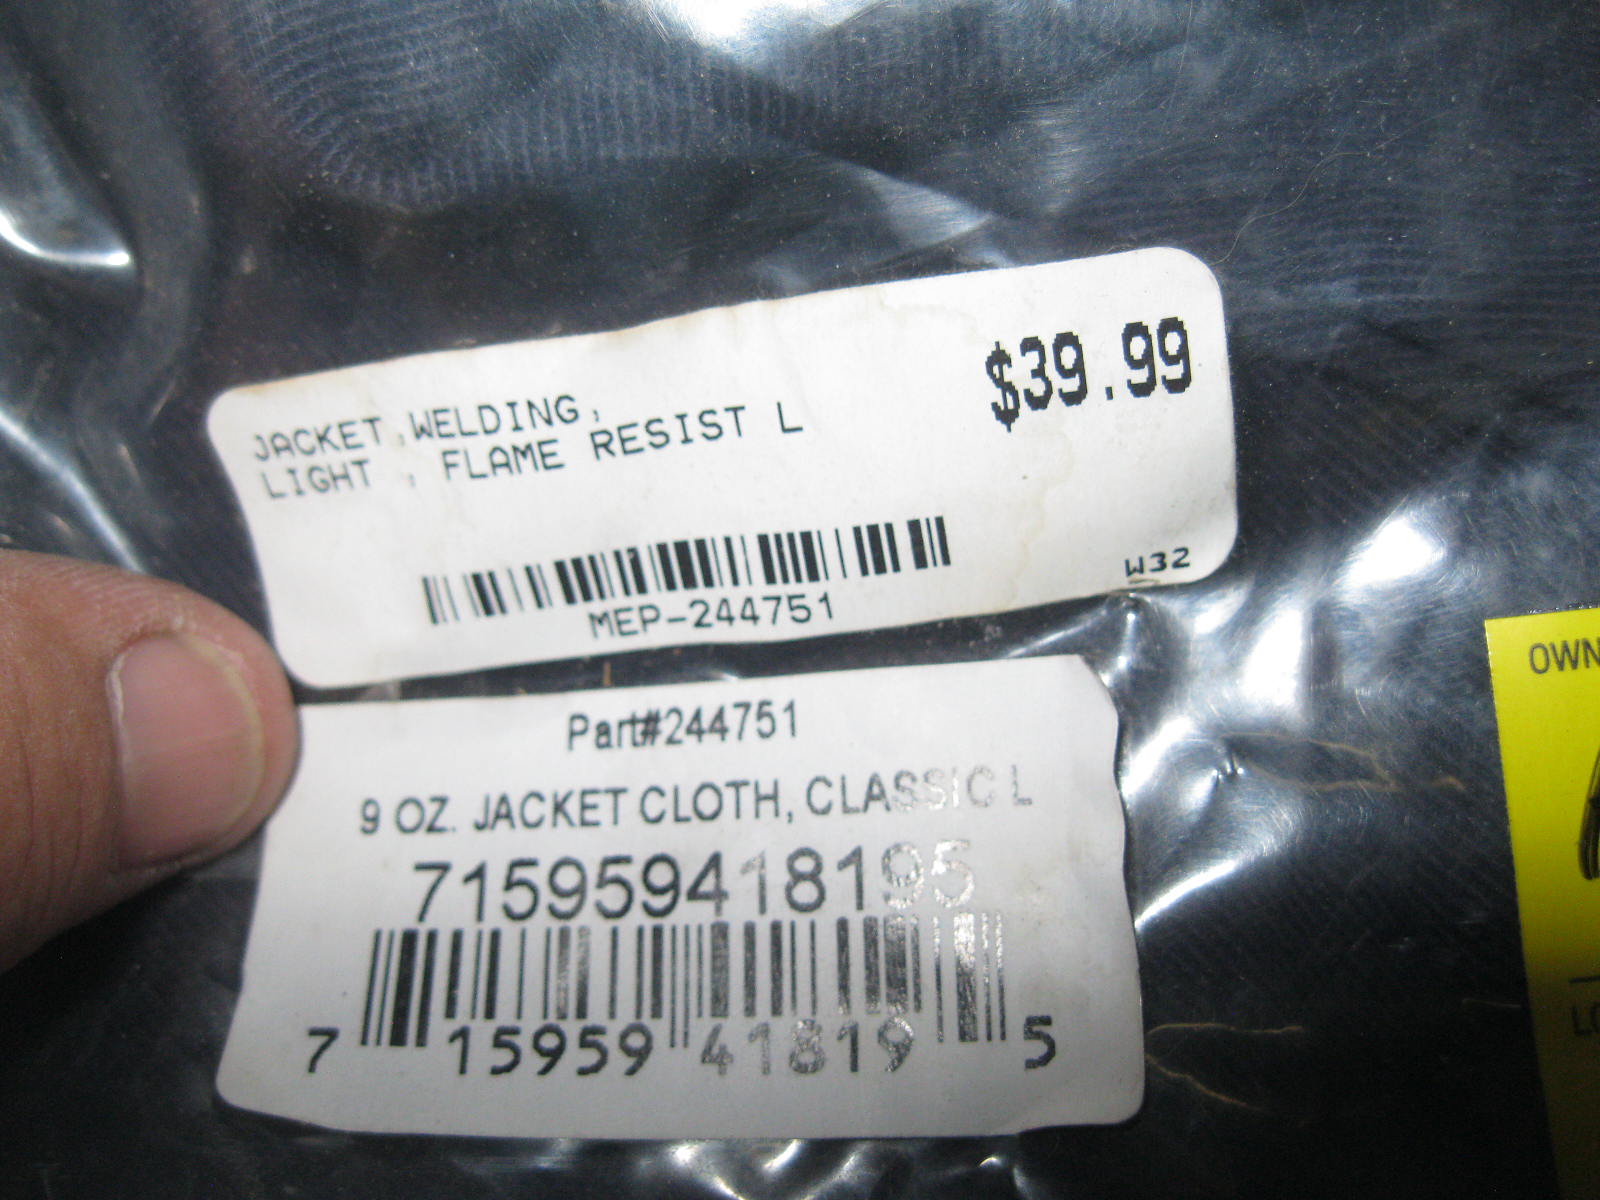 JACKET,WELDING,
LIGHT , FLAME RESIST L
$39.99
MEP-244751
W32
Part#244751
9 OZ. JACKET CLOTH, CLASSIC L
715959418195
7 15959 41819 5
OWN